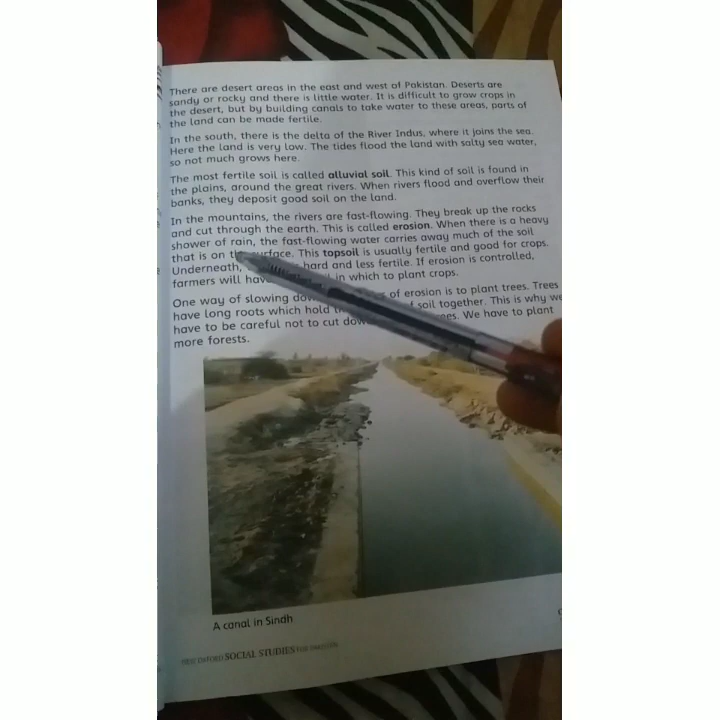 There are desert areas in the east and west of Pakistan. Deserts are
sandy or rocky and there is little water. It is difficult to grow crops in
the desert, but by building canals to take water to these areas, parts of
the land can be made fertile.
In the south, there is the delta of the River Indus, where it joins the sea.
Here the land is very low. The tides flood the land with salty sea water,
so not much grows here.
The most fertile soil is called alluvial soil. This kind of soil is found in
the plains, around the great rivers. When rivers flood and overflow their
banks, they deposit good soil on the land.
In the mountains, the rivers are fast-flowing. They break up the rocks
and cut through the earth. This is called erosion. When there is a heavy
shower of rain, the fast-flowing water carries away much of the soil
that is on the surface. This topsoil is usually fertile and good for crops.
Underneath, hard and less fertile. If erosion is controlled,
farmers will have in which to plant crops.
One way of slowing of erosion is to plant trees. Trees
have long roots which hold soil together. This is why we
have to be careful not to cut down trees. We have to plant
more forests.
A canal in Sindh
NEW OXFORD SOCIAL STUDIES FOR PAKISTAN